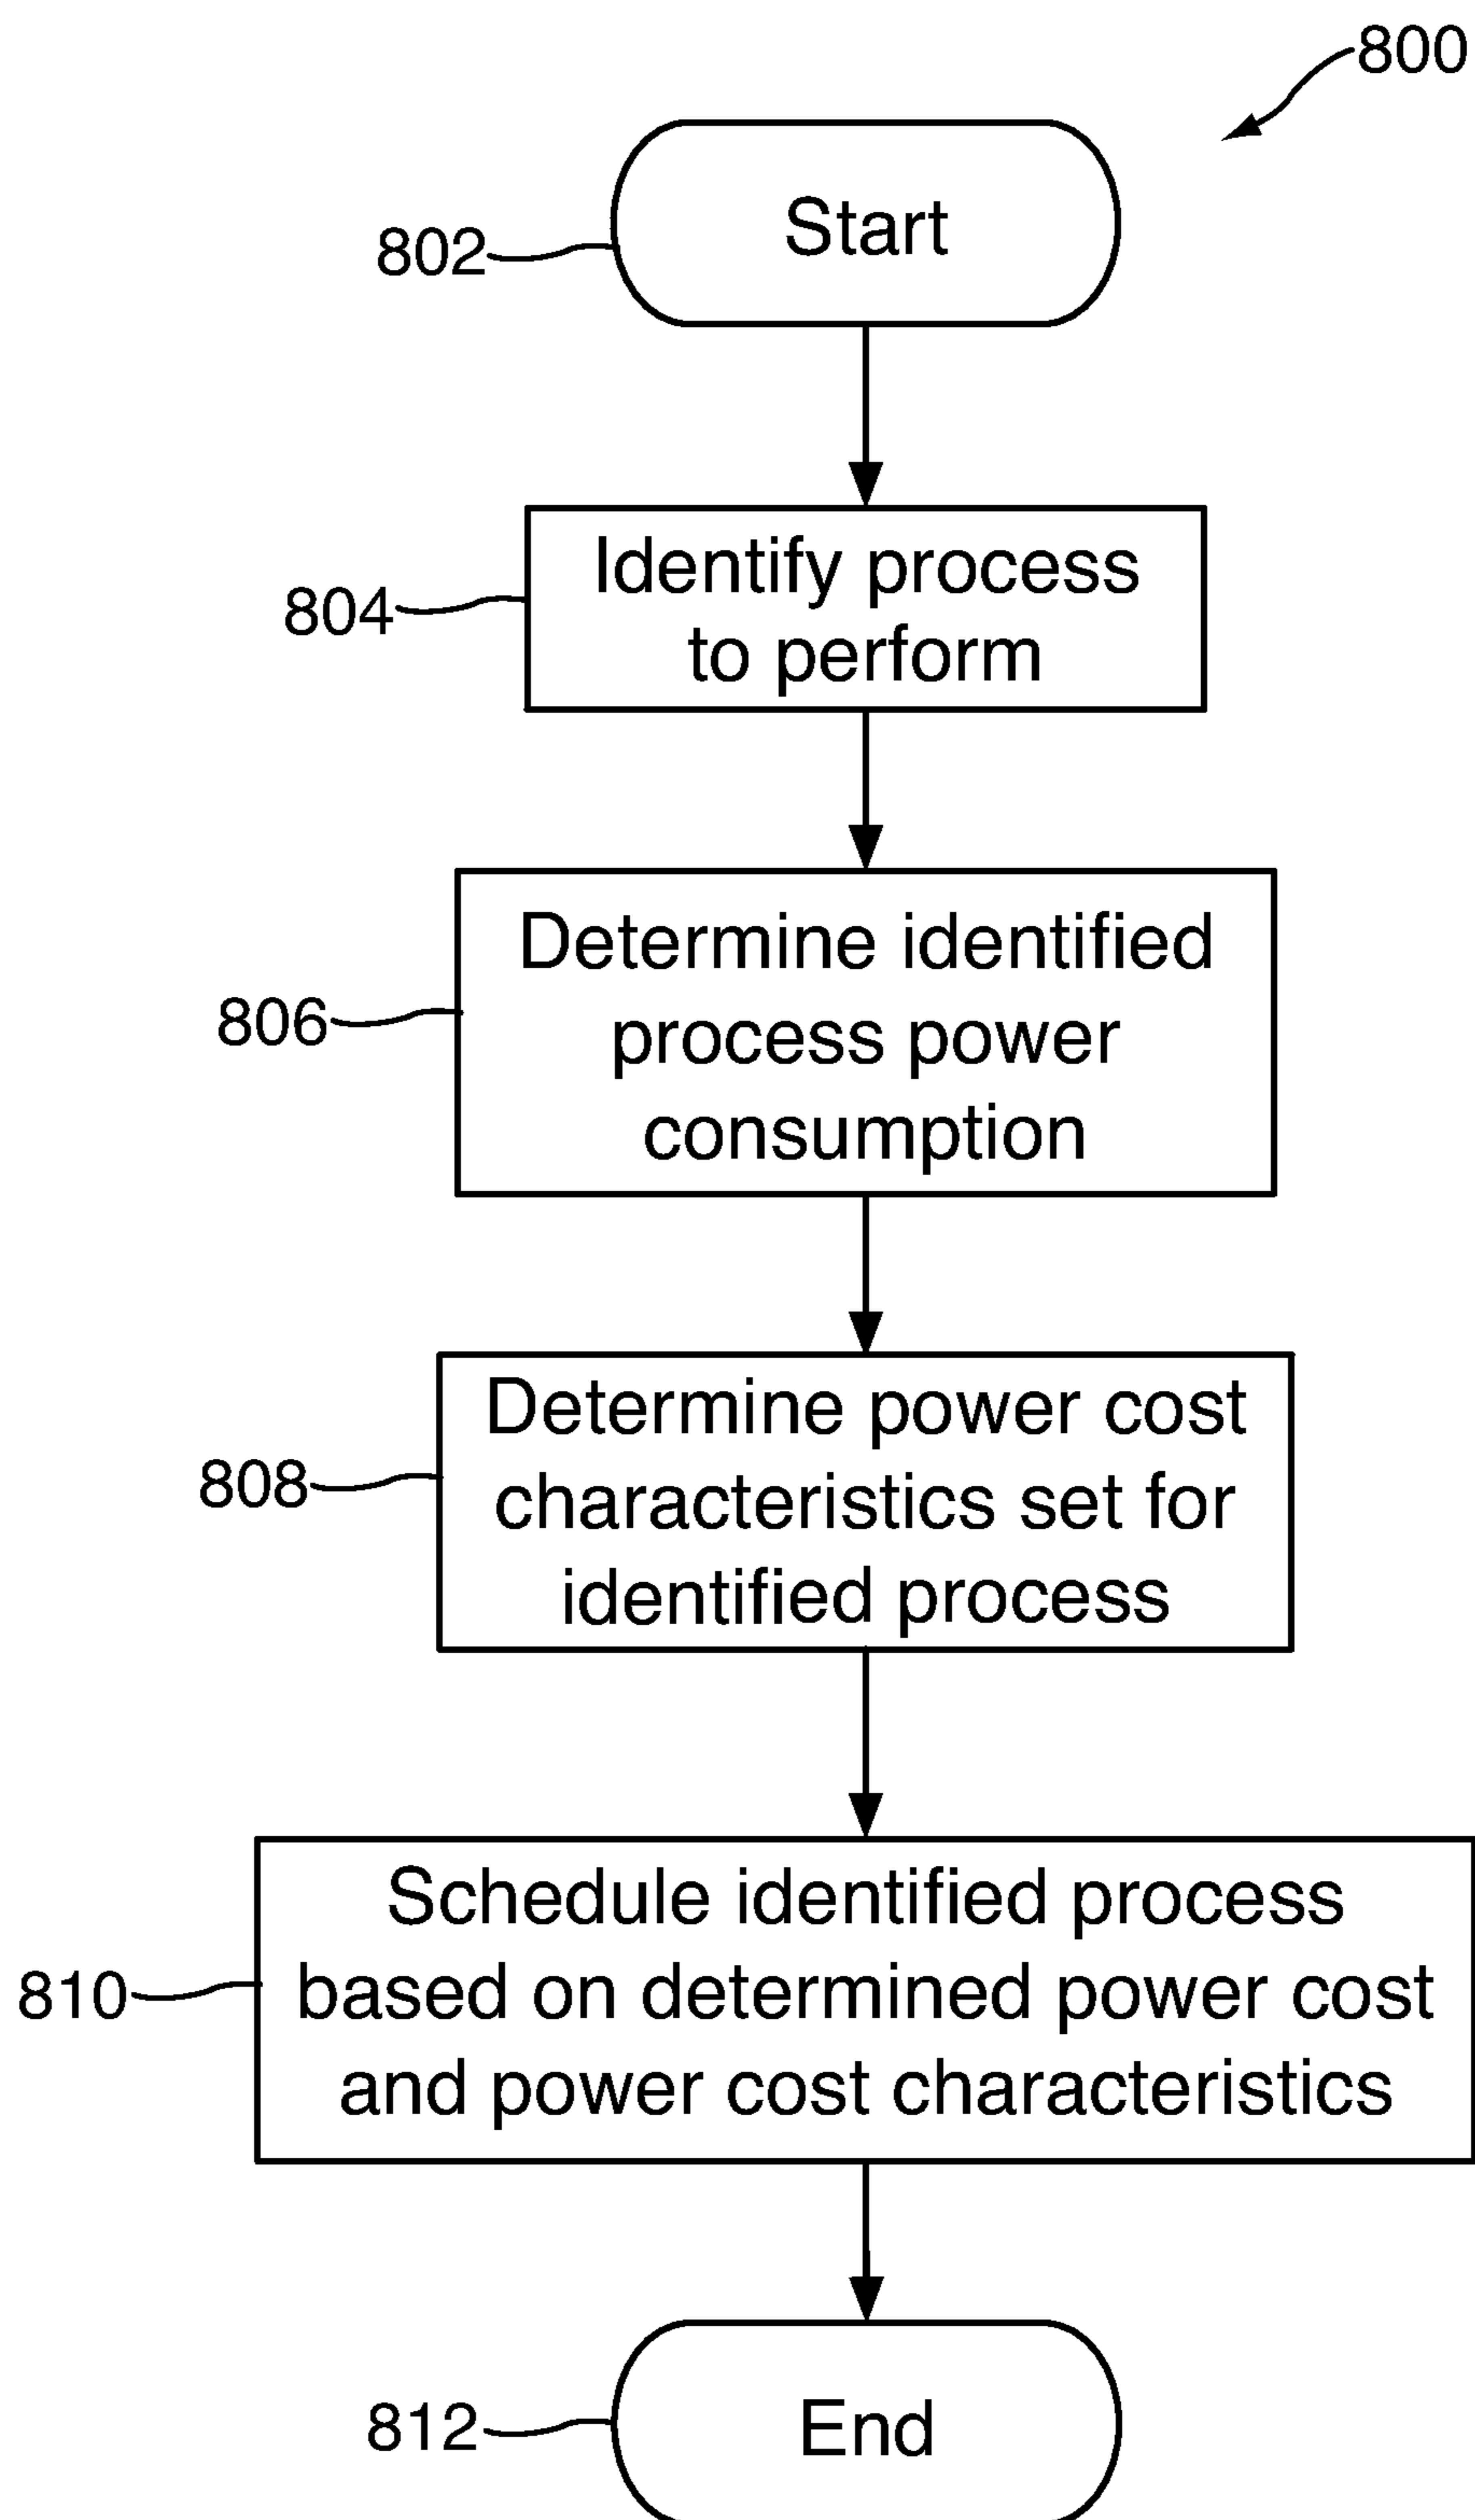 800
Start
802
Identify process
to perform
804
Determine identified
process power
consumption
806
Determine power cost
characteristics set for
identified process
808
Schedule identified process
based on determined power cost
and power cost characteristics
810
End
812